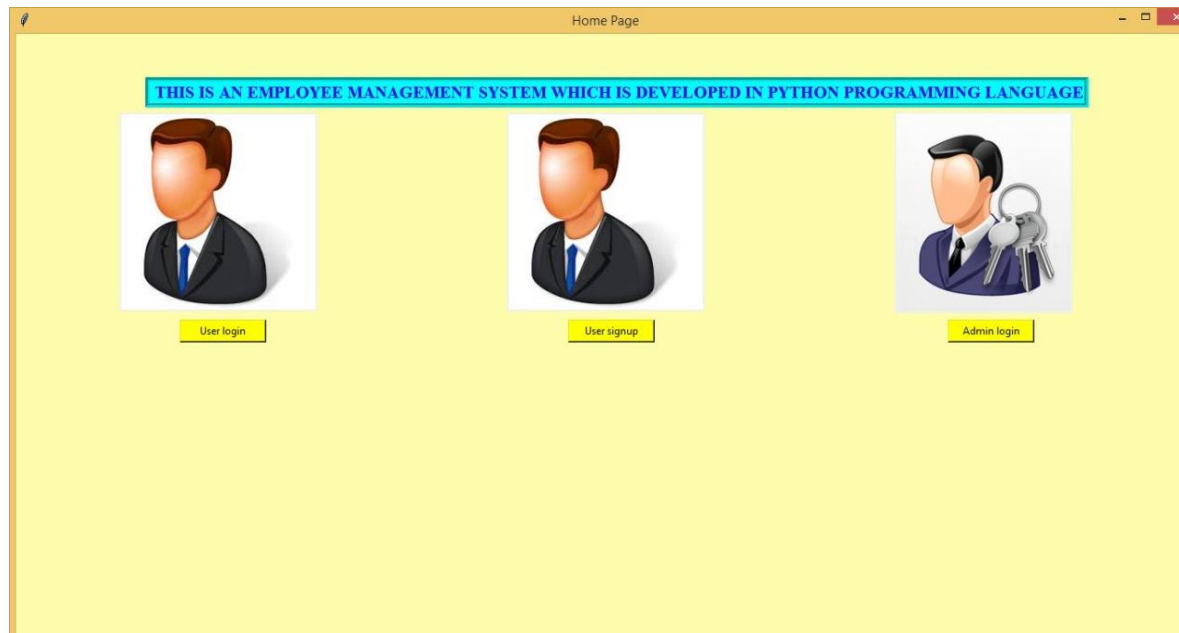 Home Page
THIS IS AN EMPLOYEE MANAGEMENT SYSTEM WHICH IS DEVELOPED IN PYTHON PROGRAMMING LANGUAGE
User login
User signup
Admin login